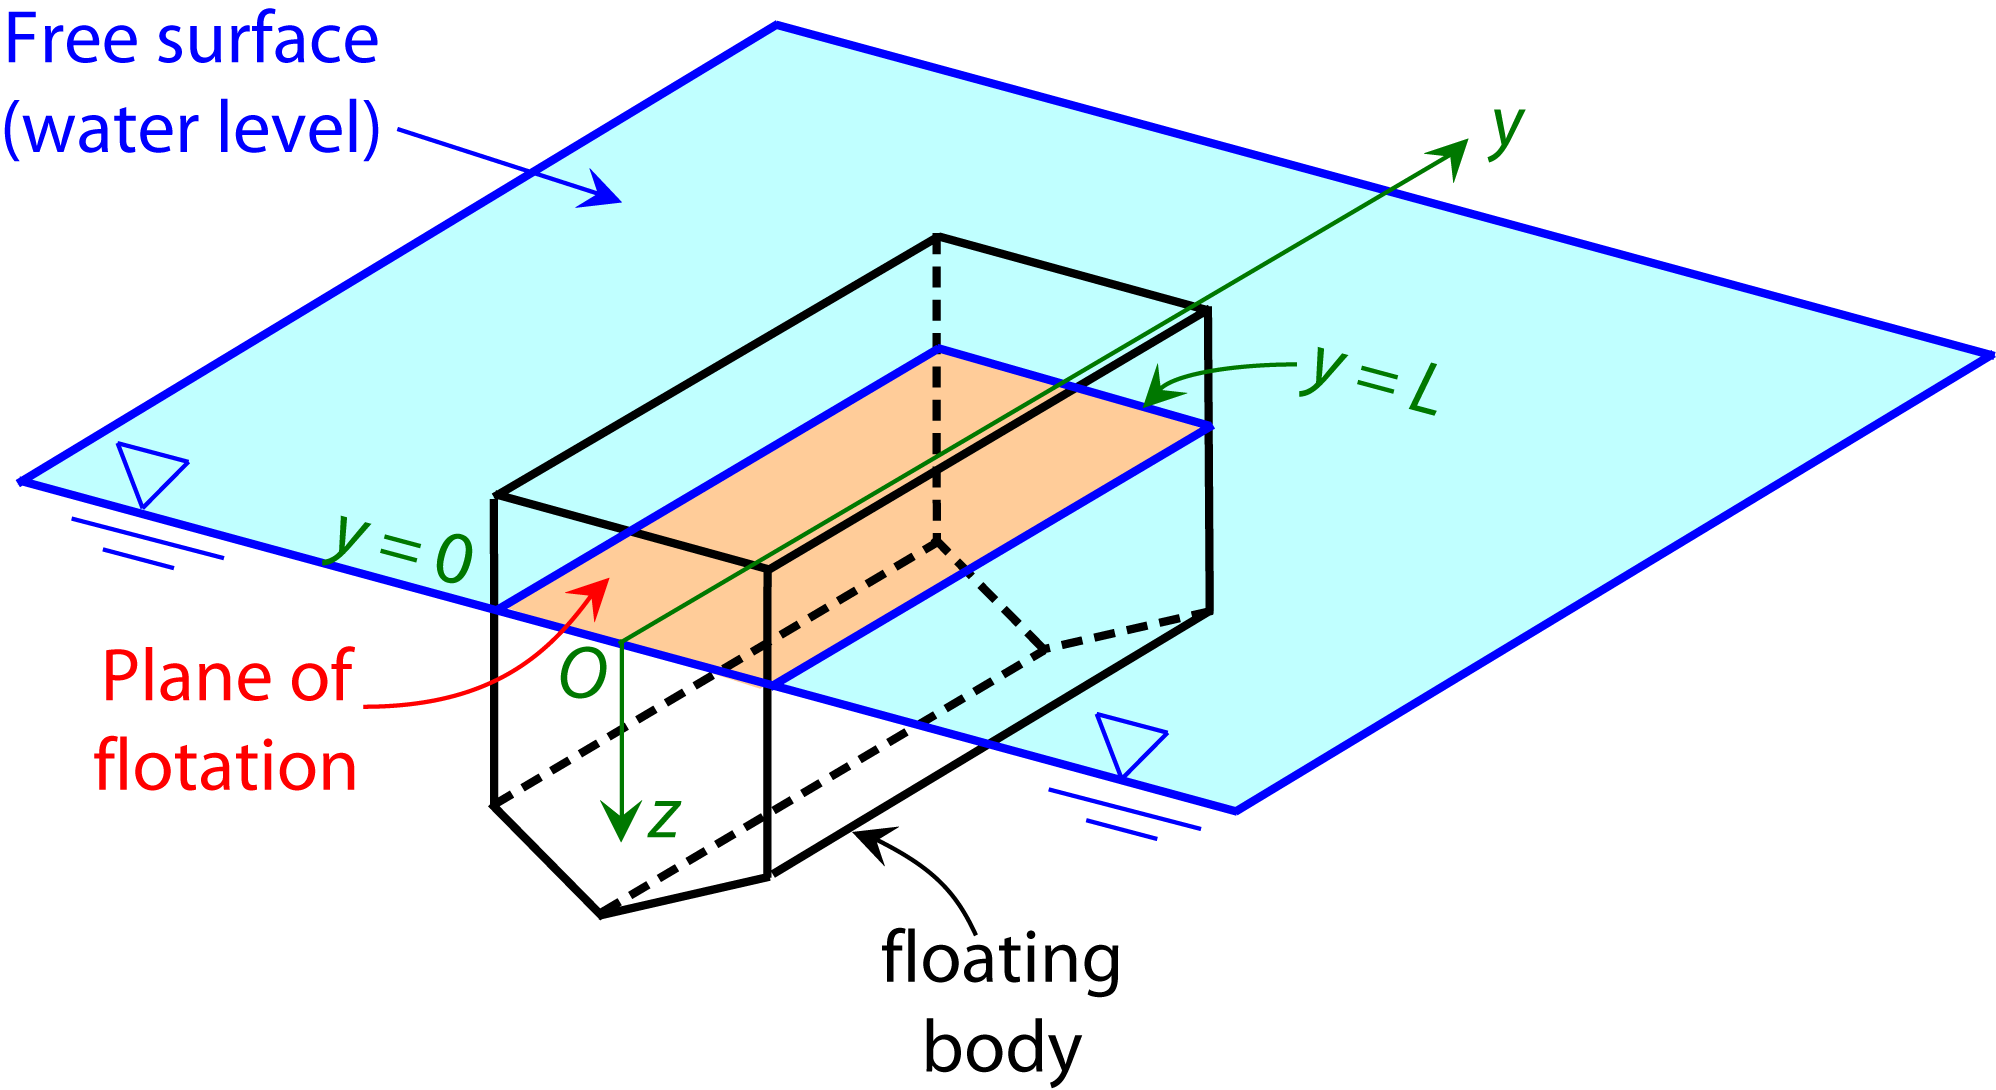 Free surface
(water level)
y
y = L
y = 0
O
Plane of
flotation
z
floating
body